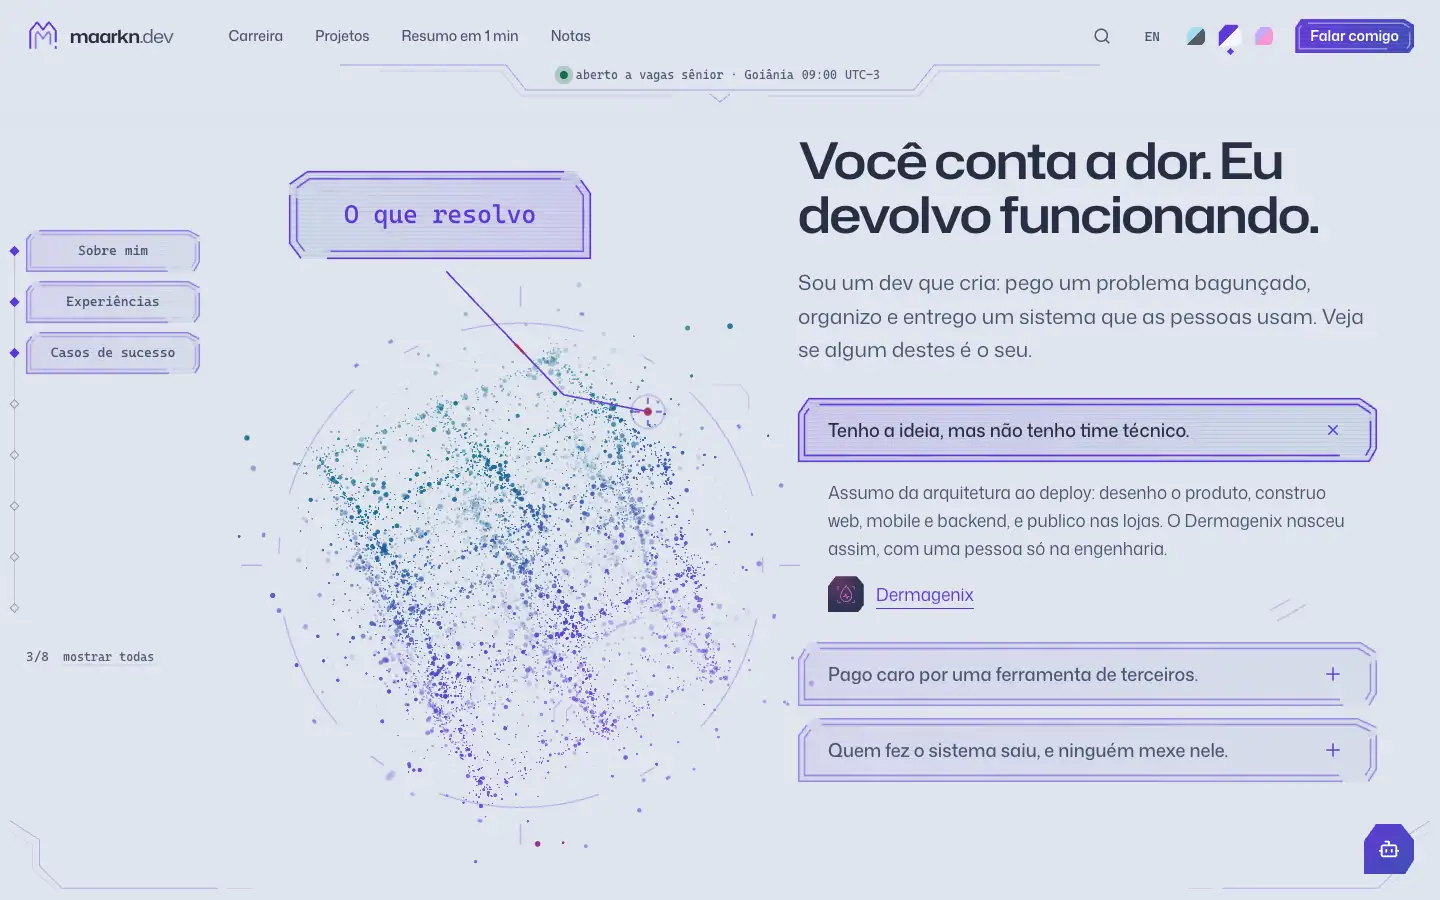 maarkn.dev
Carreira
Projetos
Resumo em 1 min
Notas
EN
Falar comigo
aberto a vagas sênior · Goiânia 09:00 UTC−3
Sobre mim
Experiências
Casos de sucesso
3/8 mostrar todas
O que resolvo
Você conta a dor. Eu
devolvo funcionando.
Sou um dev que cria: pego um problema bagunçado,
organizo e entrego um sistema que as pessoas usam. Veja
se algum destes é o seu.
Tenho a ideia, mas não tenho time técnico.
Assumo da arquitetura ao deploy: desenho o produto, construo
web, mobile e backend, e publico nas lojas. O Dermagenix nasceu
assim, com uma pessoa só na engenharia.
Dermagenix
Pago caro por uma ferramenta de terceiros.
Quem fez o sistema saiu, e ninguém mexe nele.